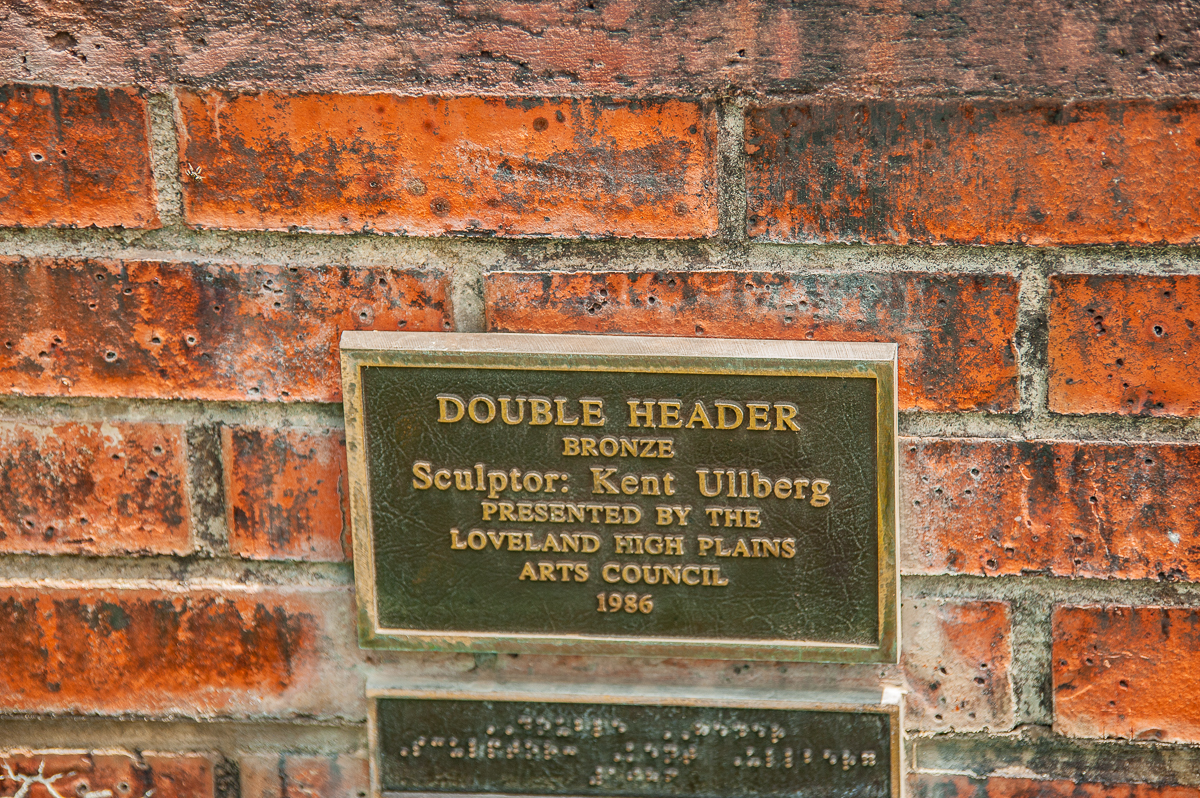 DOUBLE HEADER
BRONZE
Sculptor: Kent Ullberg
PRESENTED BY THE
LOVELAND HIGH PLAINS
ARTS COUNCIL
1986